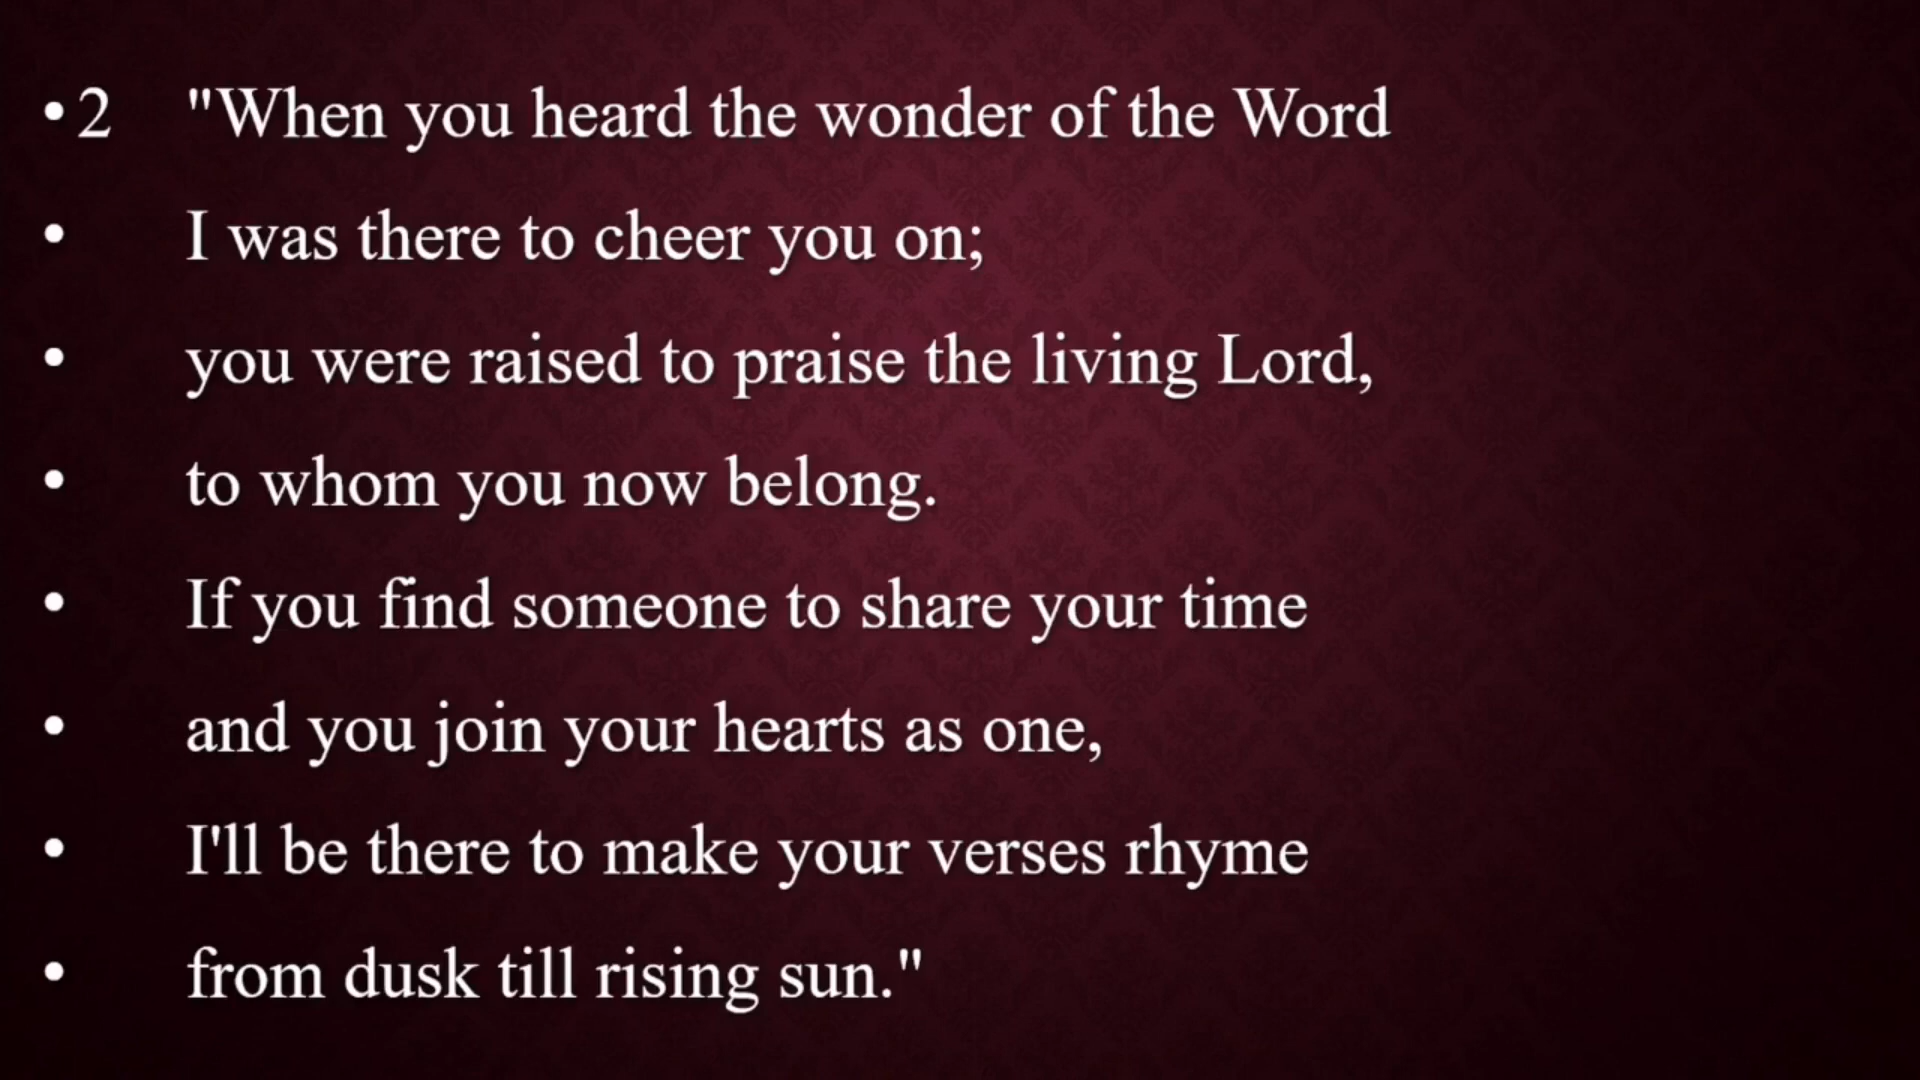 • 2 "When you heard the wonder of the Word
• I was there to cheer you on;
• you were raised to praise the living Lord,
• to whom you now belong.
• If you find someone to share your time
• and you join your hearts as one,
• I'll be there to make your verses rhyme
• from dusk till rising sun."